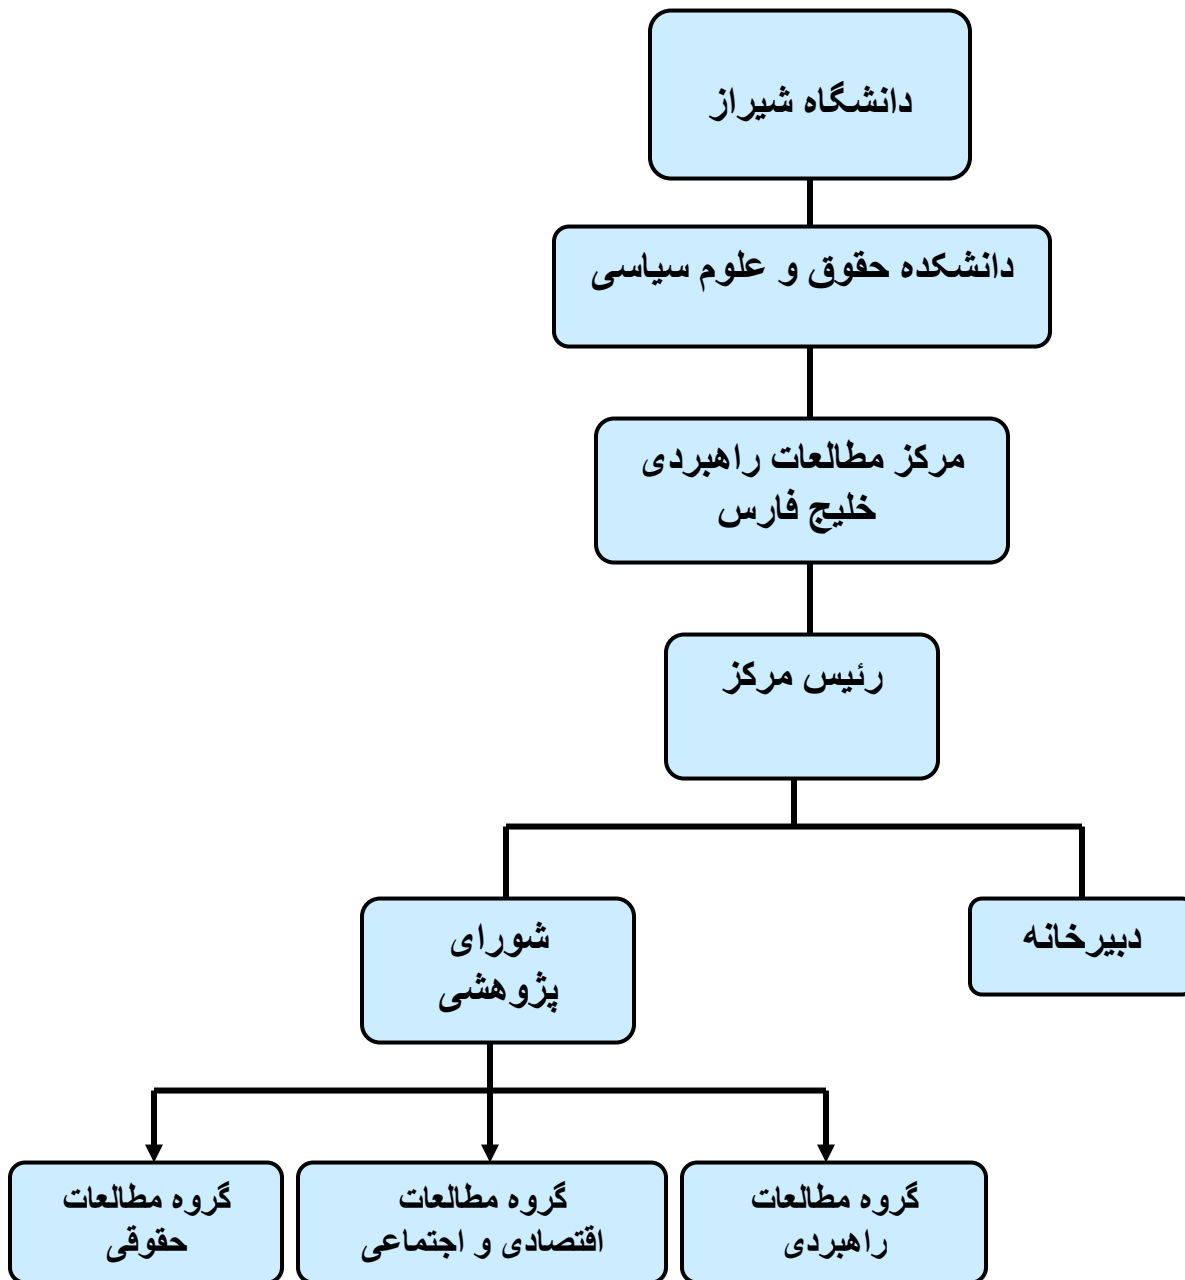 دانشگاه شیراز
دانشکده حقوق و علوم سیاسی
مرکز مطالعات راهبردی
خلیج فارس
رئیس مرکز
دبیرخانه
شورای
پژوهشی
گروه مطالعات
راهبردی
گروه مطالعات
اقتصادی و اجتماعی
گروه مطالعات
حقوقی